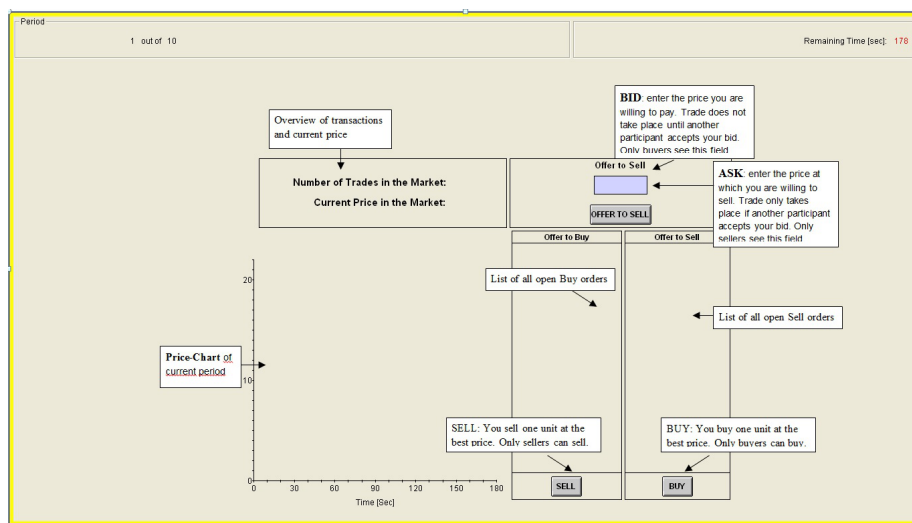 Period
1 out of 10
Remaining Time [sec]: 178
Overview of transactions
and current price
BID: enter the price you are
willing to pay. Trade does not
take place until another
participant accepts your bid.
Only buyers see this field
Number of Trades in the Market:
Current Price in the Market:
Offer to Sell
OFFER TO SELL
ASK: enter the price at
which you are willing to
sell. Trade only takes
place if another participant
accepts your bid. Only
sellers see this field
Offer to Buy
Offer to Sell
List of all open Buy orders
List of all open Sell orders
Price-Chart of
current period
20
10
0
0 30 60 90 120 150 180
Time [Sec]
SELL: You sell one unit at the
best price. Only sellers can sell.
BUY: You buy one unit at the
best price. Only buyers can buy.
SELL
BUY